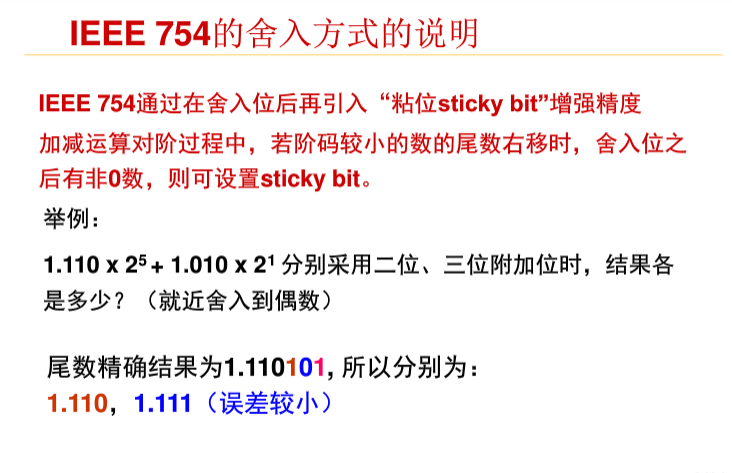 IEEE 754的舍入方式的说明
IEEE 754通过在舍入位后再引入“粘位sticky bit”增强精度
加减运算对阶过程中，若阶码较小的数的尾数右移时，舍入位之
后有非0数，则可设置sticky bit。
举例：
1.110 x 2⁵ + 1.010 x 2¹ 分别采用二位、三位附加位时，结果各
是多少？（就近舍入到偶数）
尾数精确结果为1.110101, 所以分别为：
1.110，1.111（误差较小）